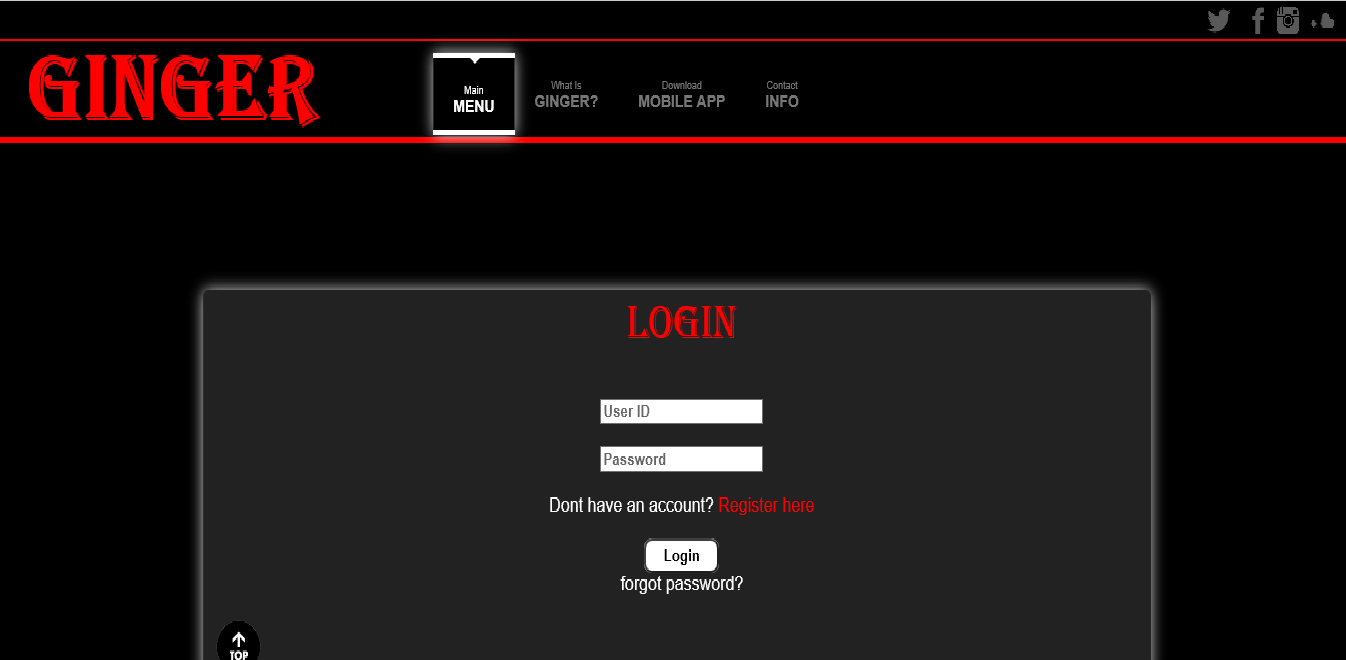 GINGER
Main
MENU
What Is
GINGER?
Download
MOBILE APP
Contact
INFO
LOGIN
User ID
Password
Dont have an account? Register here
Login
forgot password?
TOP